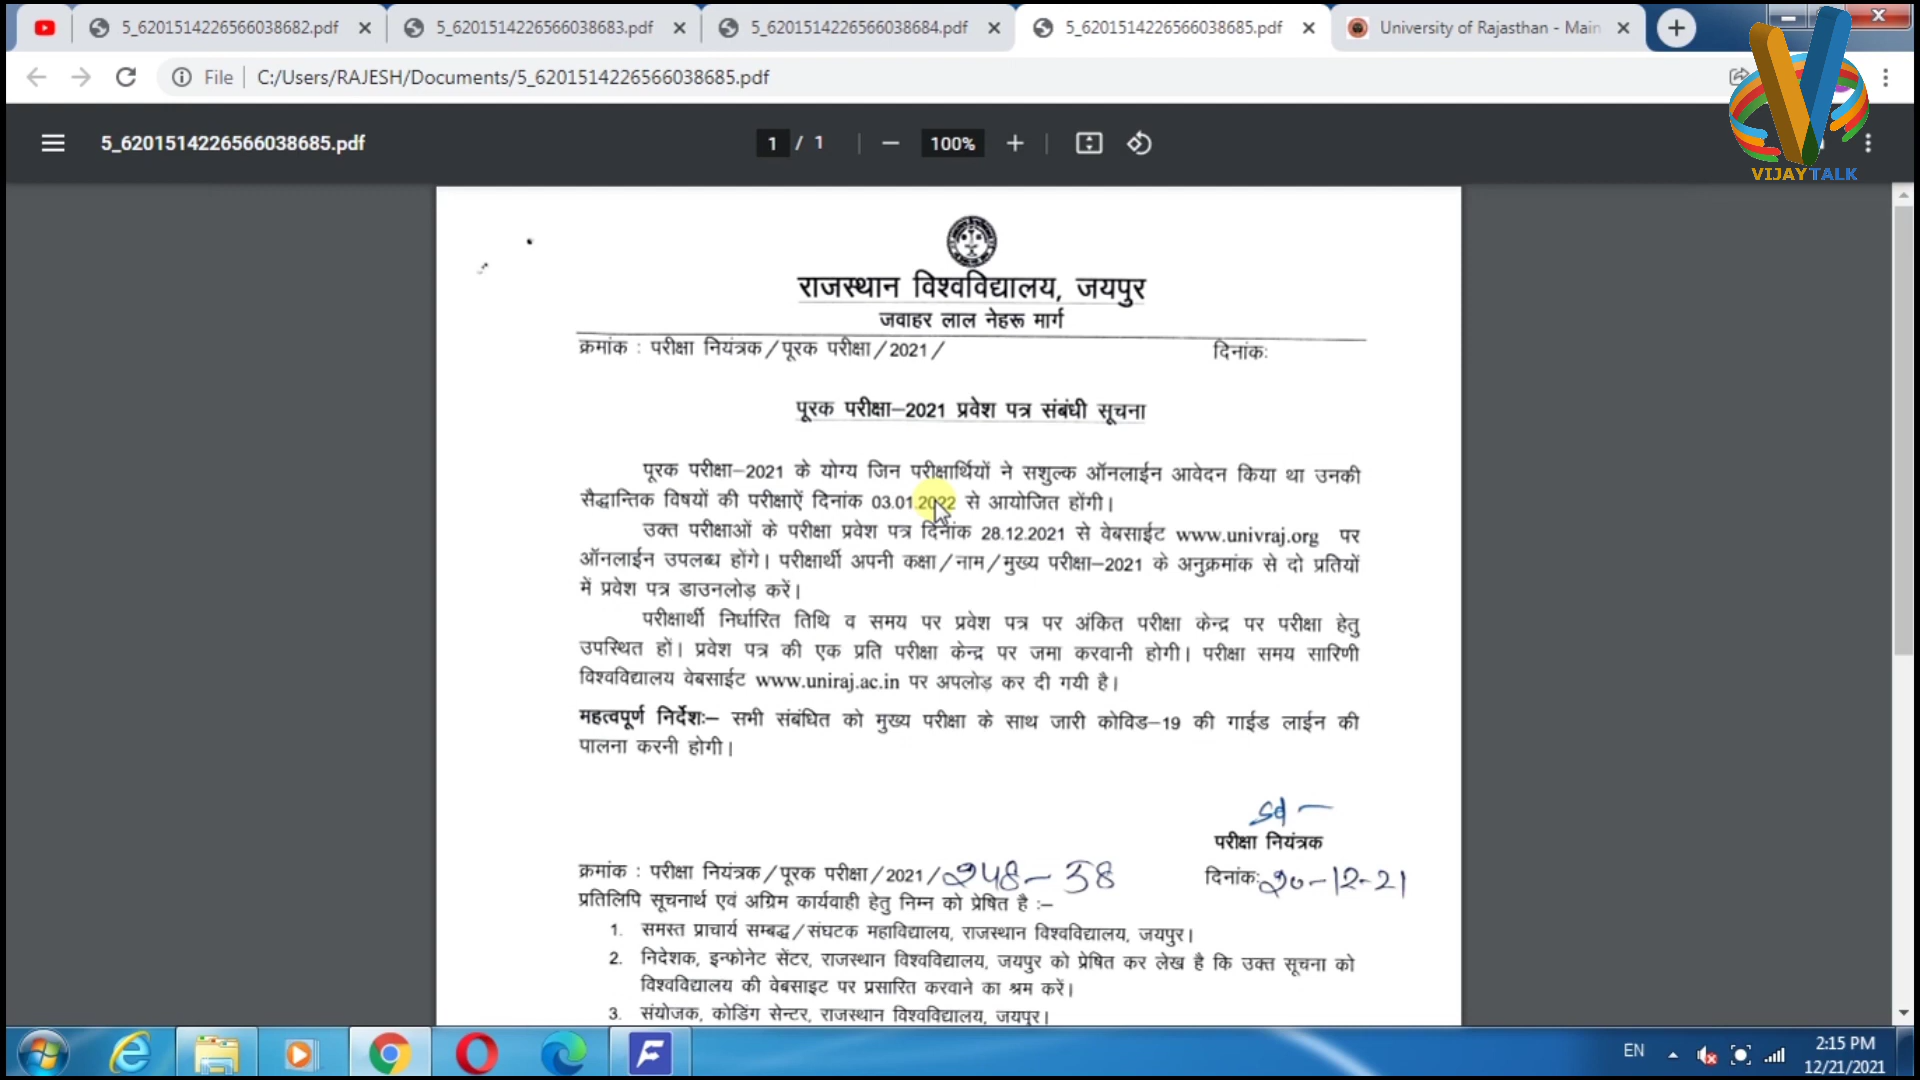 5_6201514226566038682.pdf
5_6201514226566038683.pdf
5_6201514226566038684.pdf
5_6201514226566038685.pdf
University of Rajasthan - Main
File
C:/Users/RAJESH/Documents/5_6201514226566038685.pdf
5_6201514226566038685.pdf
1 / 1
100%
VIJAYTALK
राजस्थान विश्वविद्यालय, जयपुर
जवाहर लाल नेहरू मार्ग
क्रमांक : परीक्षा नियंत्रक/पूरक परीक्षा/2021/ दिनांक:
पूरक परीक्षा–2021 प्रवेश पत्र संबंधी सूचना
पूरक परीक्षा–2021 के योग्य जिन परीक्षार्थियों ने सशुल्क ऑनलाईन आवेदन किया था उनकी
सैद्धान्तिक विषयों की परीक्षाऐं दिनांक 03.01.2022 से आयोजित होंगी।
उक्त परीक्षाओं के परीक्षा प्रवेश पत्र दिनांक 28.12.2021 से वेबसाईट www.univraj.org पर
ऑनलाईन उपलब्ध होंगे। परीक्षार्थी अपनी कक्षा/नाम/मुख्य परीक्षा–2021 के अनुक्रमांक से दो प्रतियों
में प्रवेश पत्र डाउनलोड़ करें।
परीक्षार्थी निर्धारित तिथि व समय पर प्रवेश पत्र पर अंकित परीक्षा केन्द्र पर परीक्षा हेतु
उपस्थित हों। प्रवेश पत्र की एक प्रति परीक्षा केन्द्र पर जमा करवानी होगी। परीक्षा समय सारिणी
विश्वविद्यालय वेबसाईट www.uniraj.ac.in पर अपलोड़ कर दी गयी है।
महत्वपूर्ण निर्देश:– सभी संबंधित को मुख्य परीक्षा के साथ जारी कोविड–19 की गाईड लाईन की
पालना करनी होगी।
Sd –
परीक्षा नियंत्रक
क्रमांक : परीक्षा नियंत्रक/पूरक परीक्षा/2021/ दिनांक: 20-12-21
प्रतिलिपि सूचनार्थ एवं अग्रिम कार्यवाही हेतु निम्न को प्रेषित है :–
1. समस्त प्राचार्य सम्बद्ध/संघटक महाविद्यालय, राजस्थान विश्वविद्यालय, जयपुर।
2. निदेशक, इन्फोनेट सेंटर, राजस्थान विश्वविद्यालय, जयपुर को प्रेषित कर लेख है कि उक्त सूचना को
विश्वविद्यालय की वेबसाइट पर प्रसारित करवाने का श्रम करें।
3. संयोजक, कोडिंग सेन्टर, राजस्थान विश्वविद्यालय, जयपुर।
EN
2:15 PM
12/21/2021